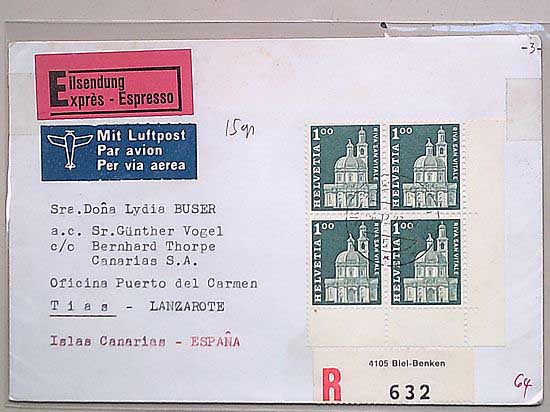 -3-
Eilsendung
Exprès - Espresso
15gr
Mit Luftpost
Par avion
Per via aerea
1.00 RIVA SAN VITALE HELVETIA
1.00 RIVA SAN VITALE HELVETIA
1.00 RIVA SAN VITALE HELVETIA
1.00 RIVA SAN VITALE HELVETIA
Sra.Doña Lydia BUSER
a.c. Sr.Günther Vogel
c/o Bernhard Thorpe
Canarias S.A.
Oficina Puerto del Carmen
Tias - LANZAROTE
Islas Canarias - ESPAÑA
4105 Biel-Benken
R 632
64